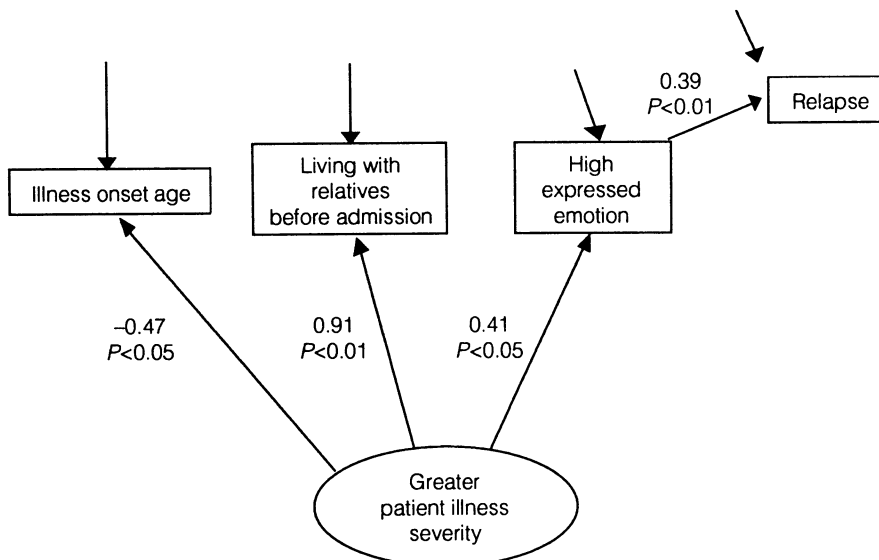 0.39
P<0.01
Relapse
Illness onset age
Living with
relatives
before admission
High
expressed
emotion
–0.47
P<0.05
0.91
P<0.01
0.41
P<0.05
Greater
patient illness
severity